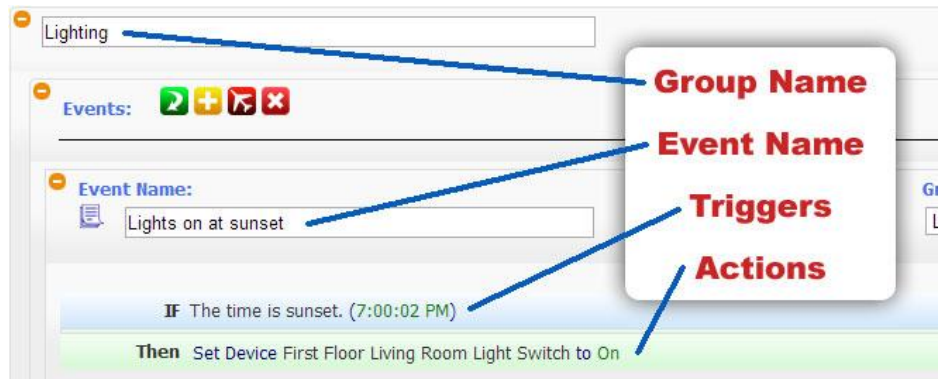 Lighting
Group Name
Events:
Event Name
Event Name:
Gr
Lights on at sunset
L
Triggers
Actions
IF The time is sunset. (7:00:02 PM)
Then Set Device First Floor Living Room Light Switch to On